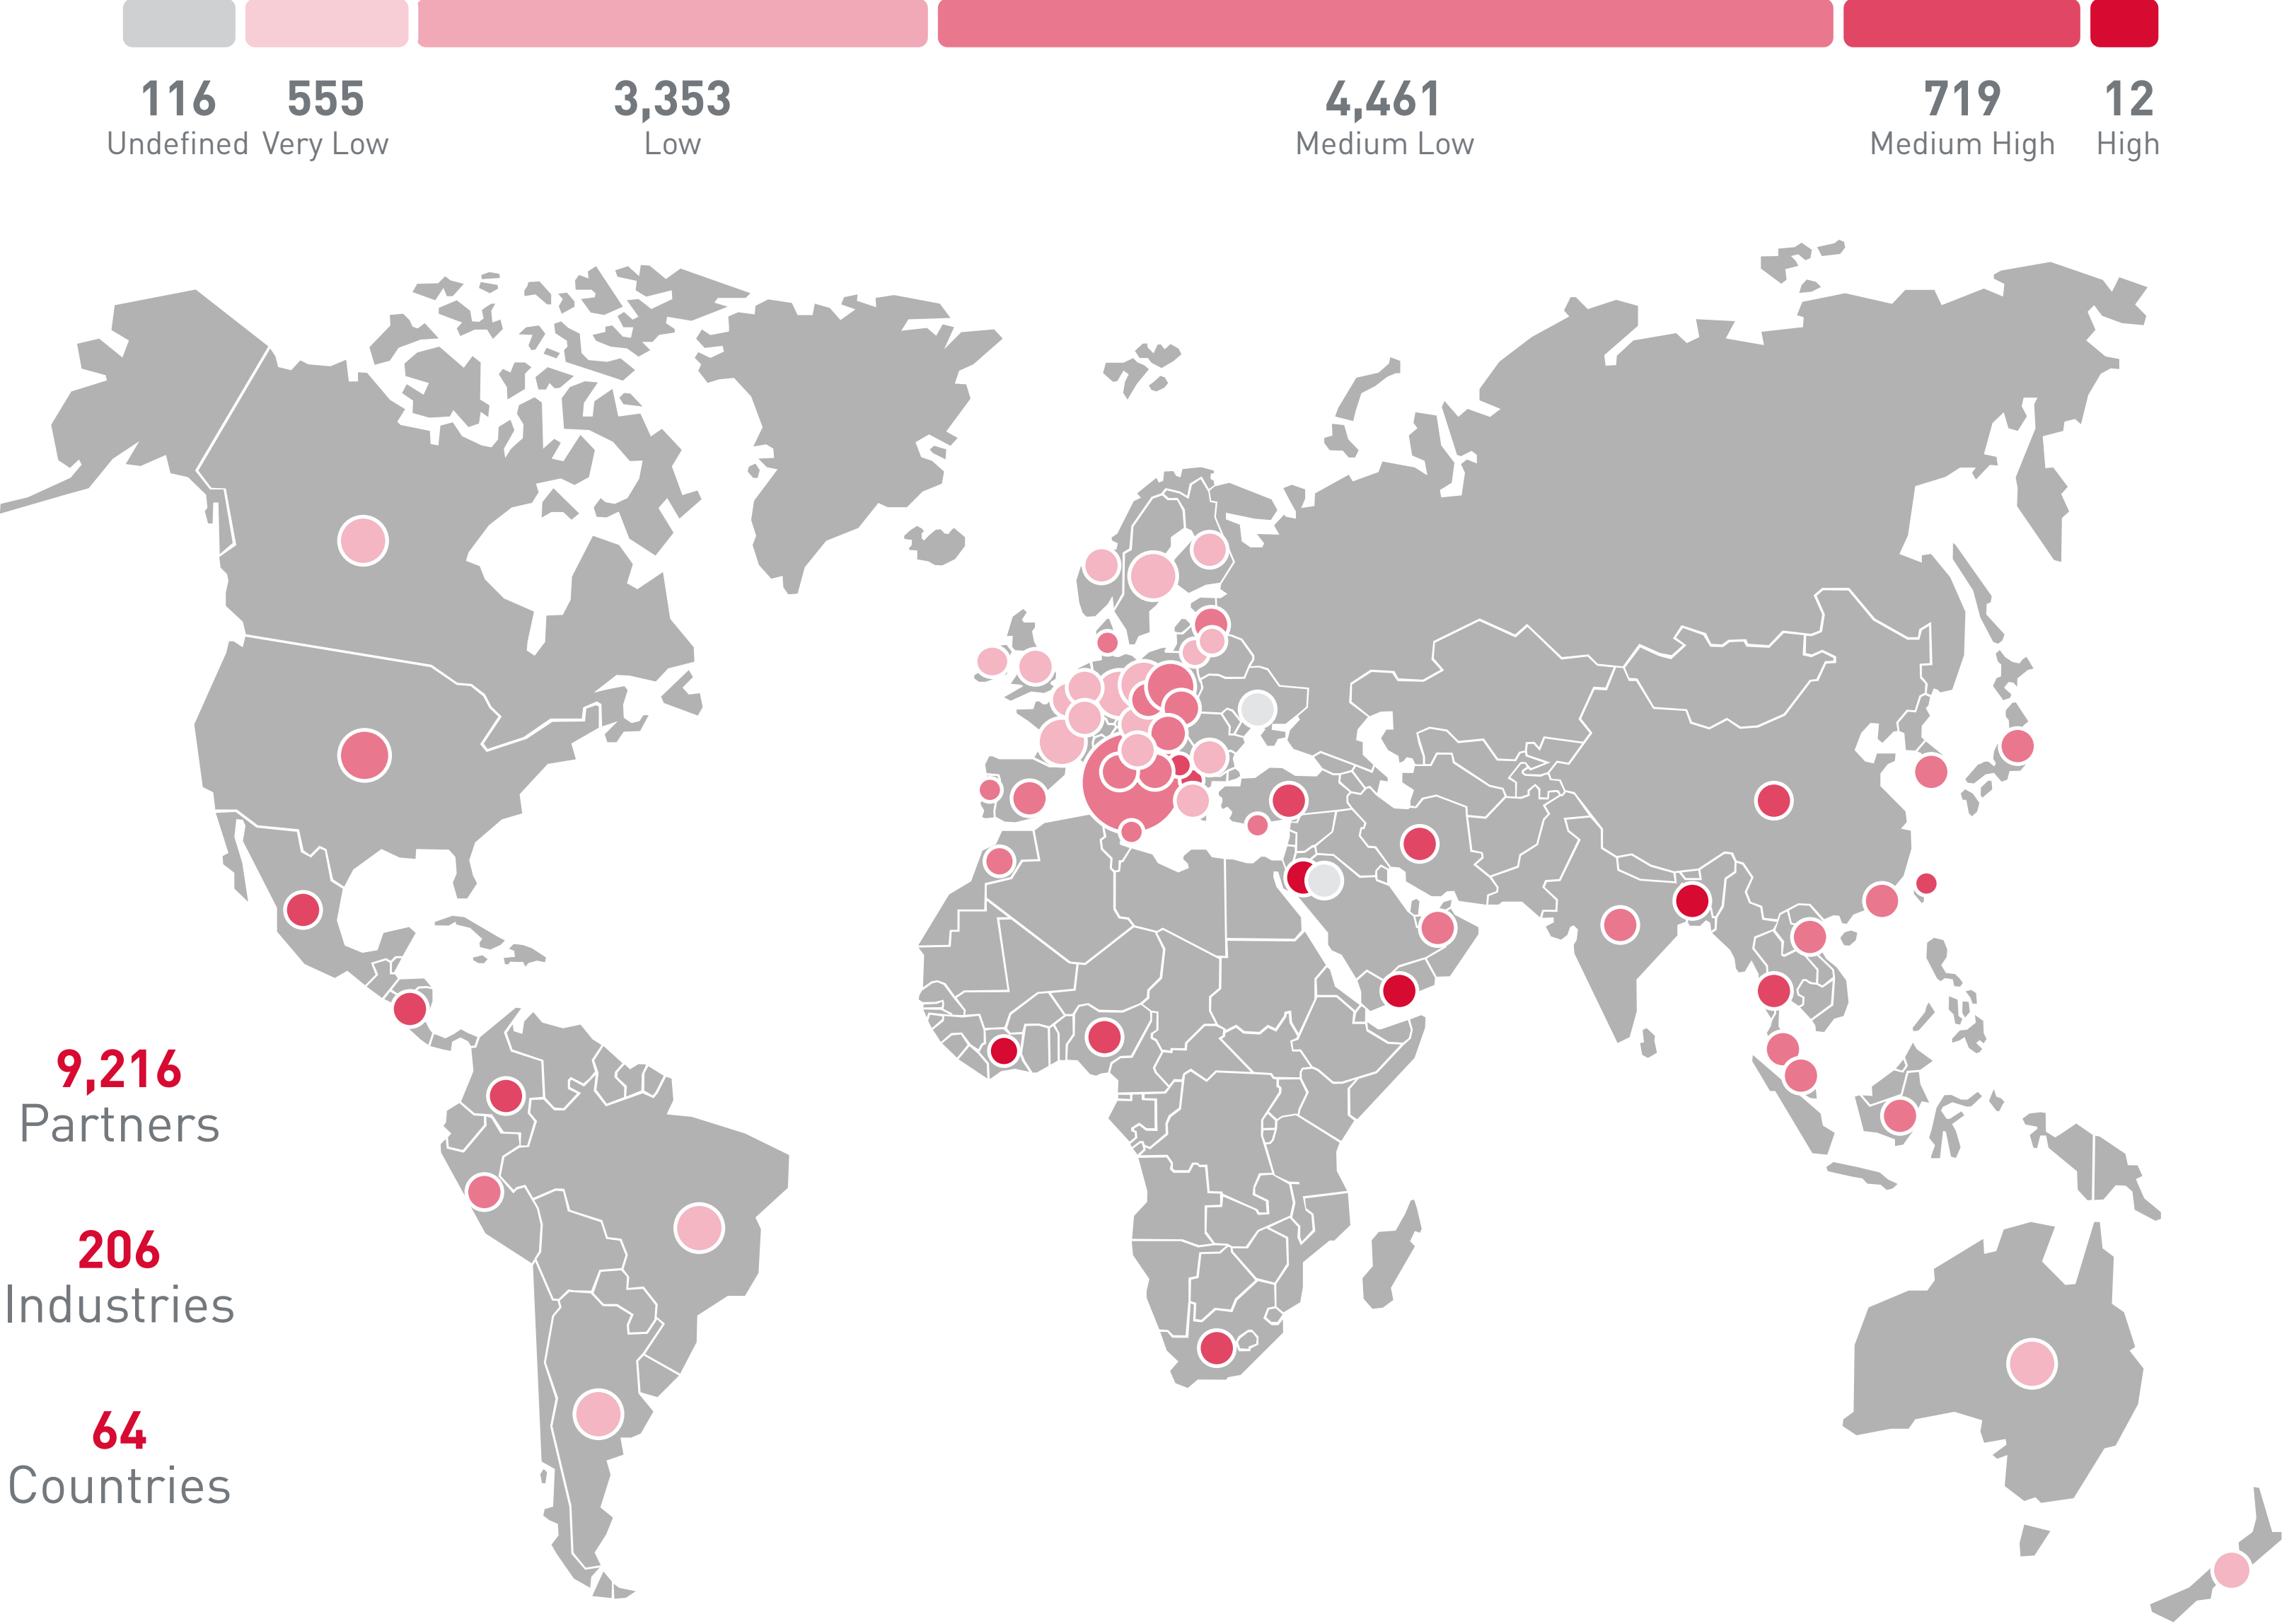 116 555 3,353 4,461 719 12
Undefined Very Low Low Medium Low Medium High High
9,216
Partners
206
Industries
64
Countries